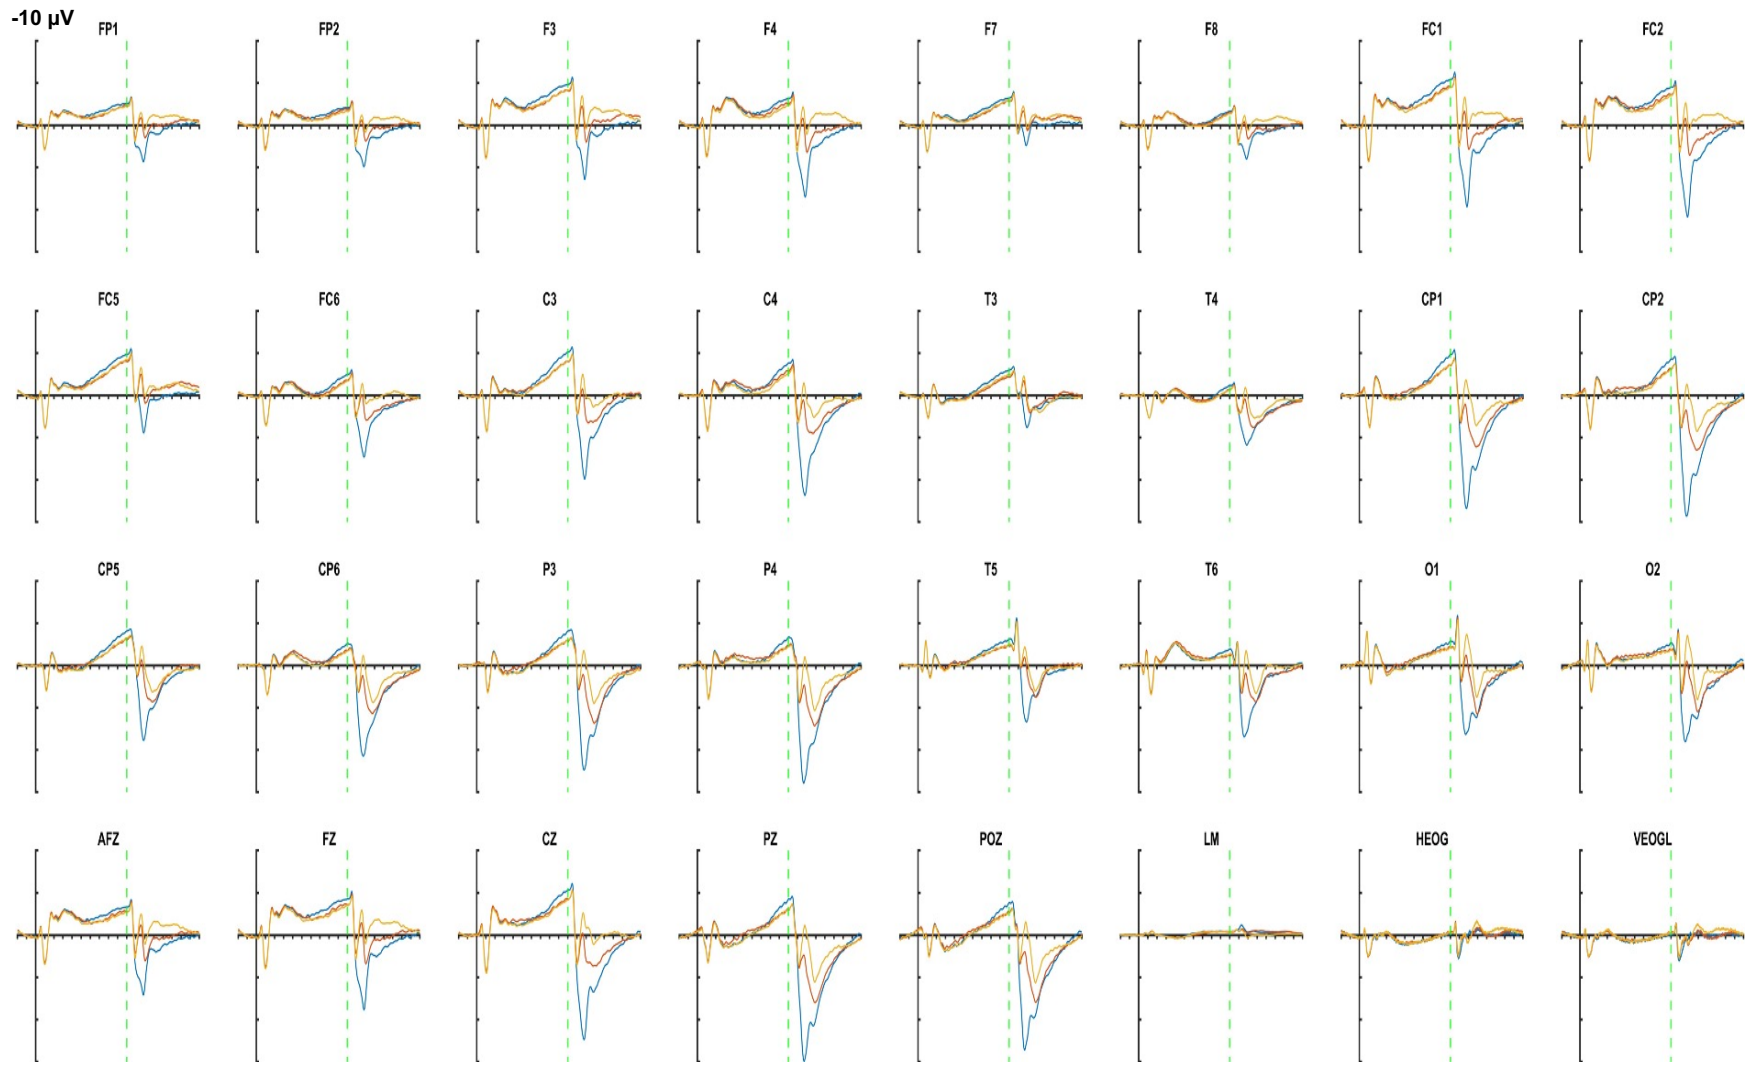 -10 µV
FP1 FP2 F3 F4 F7 F8 FC1 FC2
FC5 FC6 C3 C4 T3 T4 CP1 CP2
CP5 CP6 P3 P4 T5 T6 O1 O2
AFZ FZ CZ PZ POZ LM HEOG VEOGL